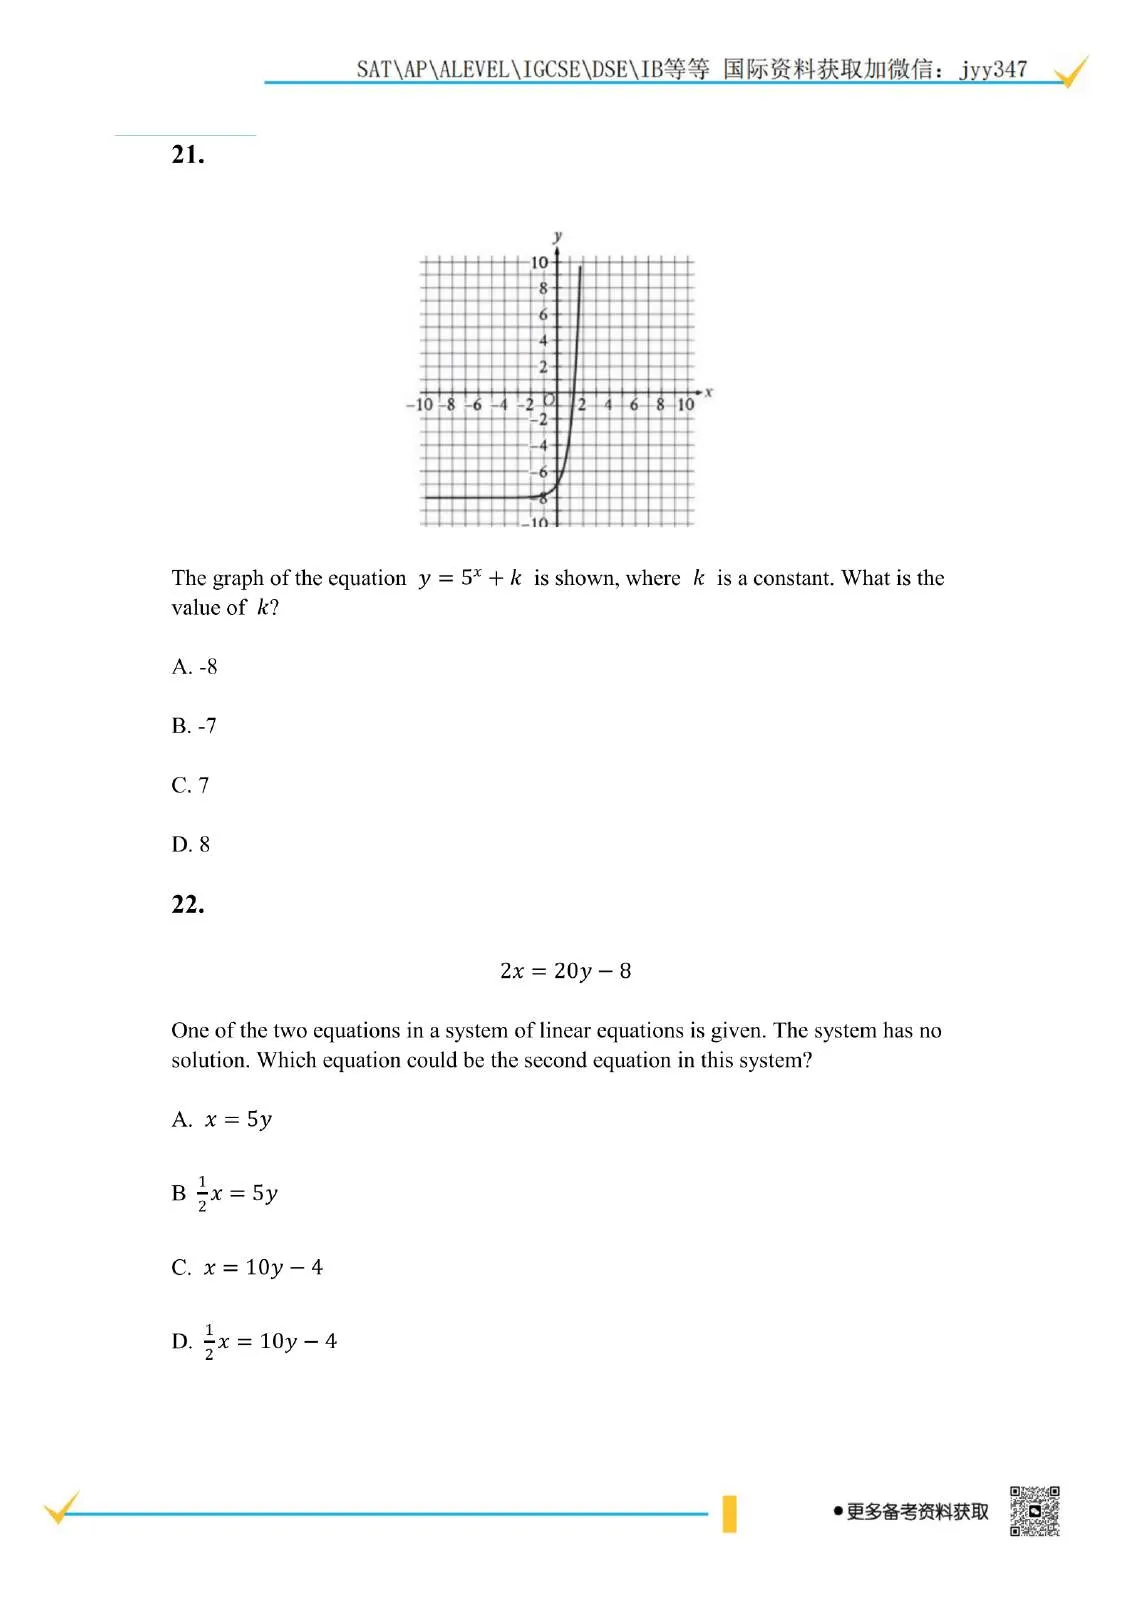 SAT\AP\ALEVEL\IGCSE\DSE\IB等等 国际资料获取加微信：jyy347
21.
y
10
8
6
4
2
-10 -8 -6 -4 -2 O 2 4 6 8 10 x
-2
-4
-6
-8
-10
The graph of the equation y = 5ˣ + k is shown, where k is a constant. What is the
value of k?
A. -8
B. -7
C. 7
D. 8
22.
2x = 20y − 8
One of the two equations in a system of linear equations is given. The system has no
solution. Which equation could be the second equation in this system?
A. x = 5y
B 1/2 x = 5y
C. x = 10y − 4
D. 1/2 x = 10y − 4
●更多备考资料获取